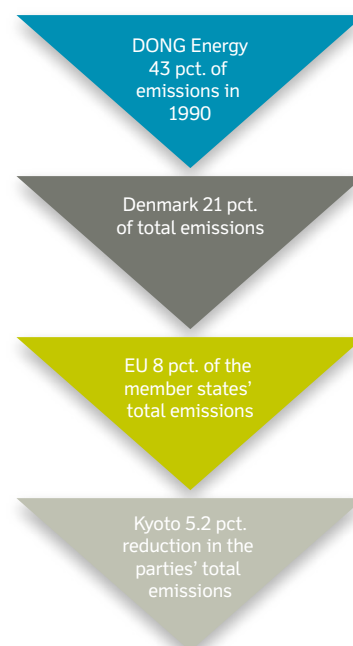 DONG Energy
43 pct. of
emissions in
1990
Denmark 21 pct.
of total emissions
EU 8 pct. of the
member states’
total emissions
Kyoto 5.2 pct.
reduction in the
parties’ total
emissions